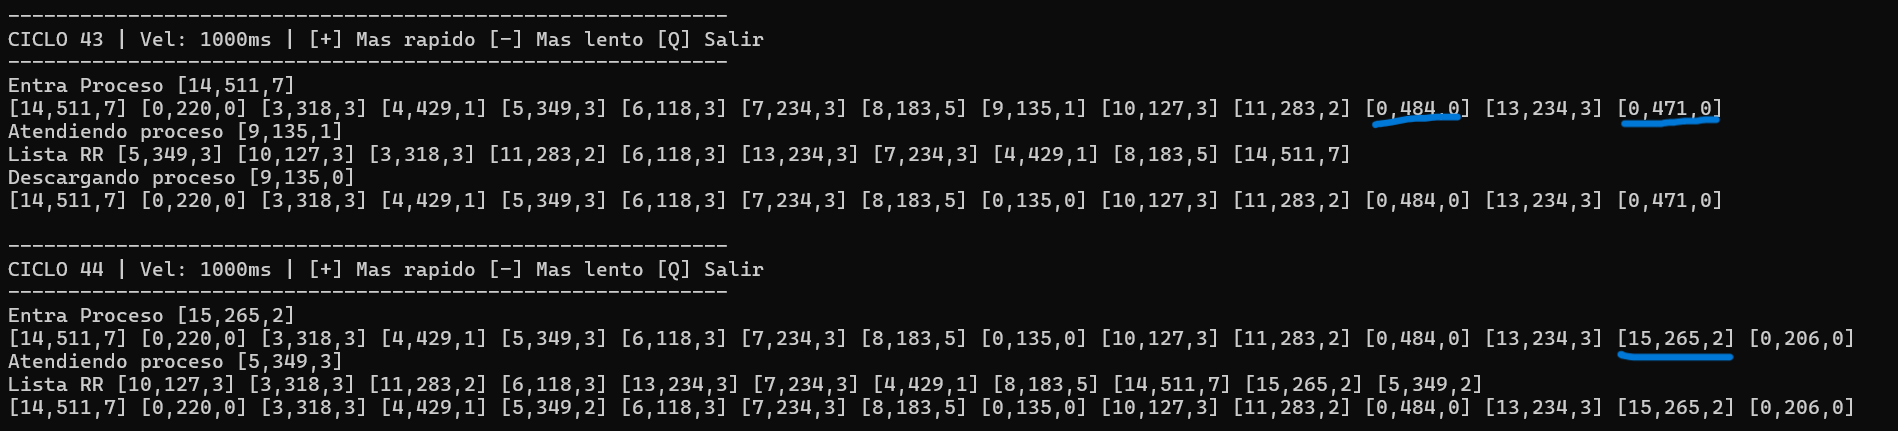 ------------------------------------------------------------
CICLO 43 | Vel: 1000ms | [+] Mas rapido [-] Mas lento [Q] Salir
------------------------------------------------------------
Entra Proceso [14,511,7]
[14,511,7] [0,220,0] [3,318,3] [4,429,1] [5,349,3] [6,118,3] [7,234,3] [8,183,5] [9,135,1] [10,127,3] [11,283,2] [0,484,0] [13,234,3] [0,471,0]
Atendiendo proceso [9,135,1]
Lista RR [5,349,3] [10,127,3] [3,318,3] [11,283,2] [6,118,3] [13,234,3] [7,234,3] [4,429,1] [8,183,5] [14,511,7]
Descargando proceso [9,135,0]
[14,511,7] [0,220,0] [3,318,3] [4,429,1] [5,349,3] [6,118,3] [7,234,3] [8,183,5] [0,135,0] [10,127,3] [11,283,2] [0,484,0] [13,234,3] [0,471,0]
------------------------------------------------------------
CICLO 44 | Vel: 1000ms | [+] Mas rapido [-] Mas lento [Q] Salir
------------------------------------------------------------
Entra Proceso [15,265,2]
[14,511,7] [0,220,0] [3,318,3] [4,429,1] [5,349,3] [6,118,3] [7,234,3] [8,183,5] [0,135,0] [10,127,3] [11,283,2] [0,484,0] [13,234,3] [15,265,2] [0,206,0]
Atendiendo proceso [5,349,3]
Lista RR [10,127,3] [3,318,3] [11,283,2] [6,118,3] [13,234,3] [7,234,3] [4,429,1] [8,183,5] [14,511,7] [15,265,2] [5,349,2]
[14,511,7] [0,220,0] [3,318,3] [4,429,1] [5,349,2] [6,118,3] [7,234,3] [8,183,5] [0,135,0] [10,127,3] [11,283,2] [0,484,0] [13,234,3] [15,265,2] [0,206,0]